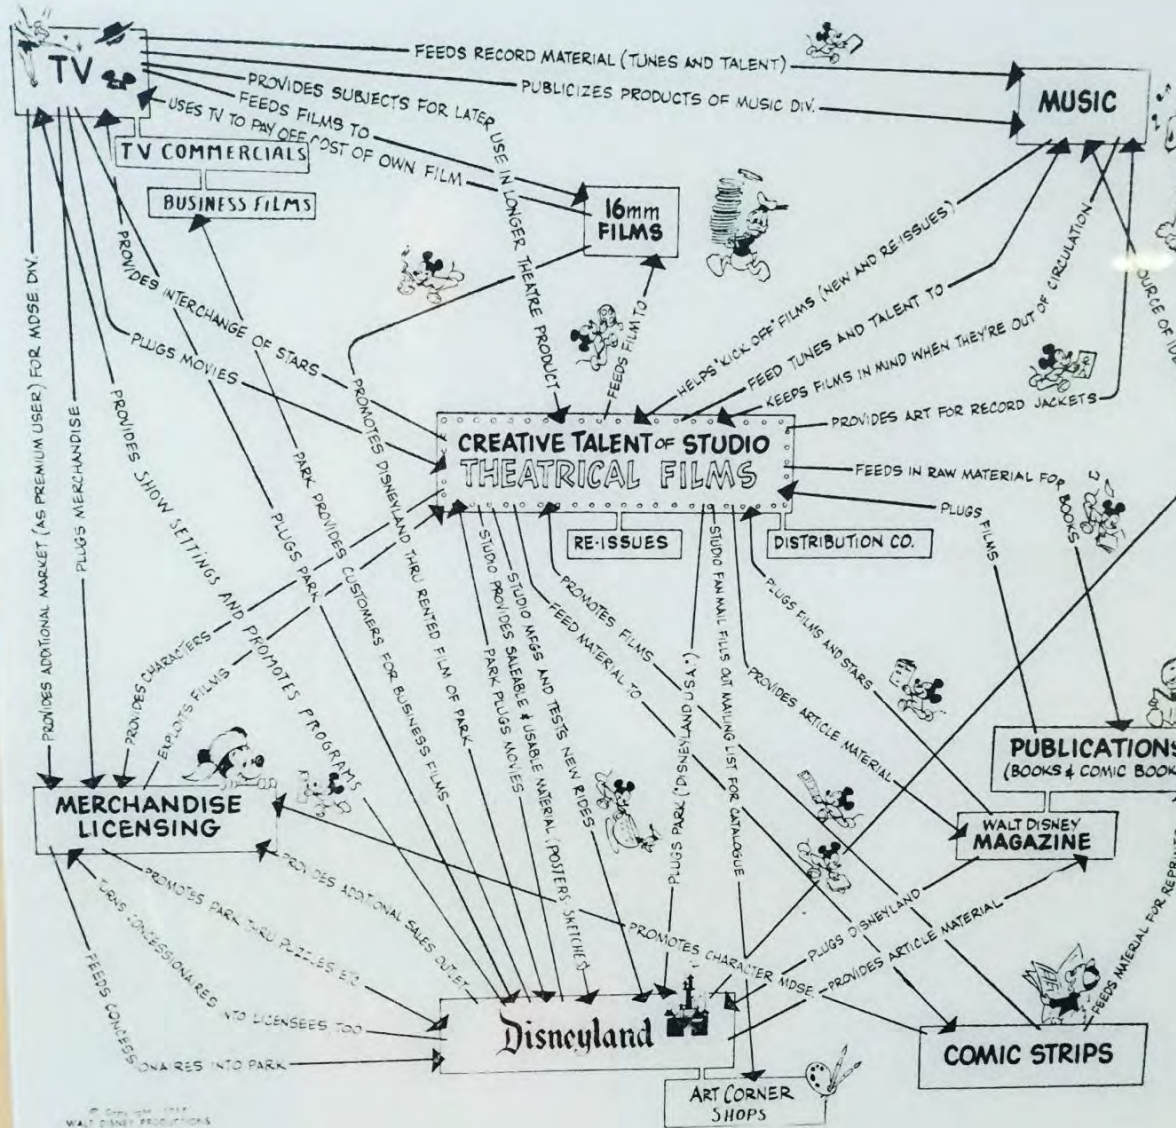 TV
TV COMMERCIALS
BUSINESS FILMS
FEEDS RECORD MATERIAL (TUNES AND TALENT)
PUBLICIZES PRODUCTS OF MUSIC DIV.
MUSIC
PROVIDES SUBJECTS FOR LATER USE IN LONGER THEATRE PRODUCT
FEEDS FILMS TO
USES TV TO PAY OFF COST OF OWN FILM
16mm
FILMS
PROVIDES INTERCHANGE OF STARS
PLUGS MOVIES
FEEDS FILM TO
HELPS "KICK OFF" FILMS (NEW AND RE-ISSUES)
FEED TUNES AND TALENT TO
KEEPS FILMS IN MIND WHEN THEY'RE OUT OF CIRCULATION
PROVIDES ART FOR RECORD JACKETS
OURCE OF
CREATIVE TALENT OF STUDIO
THEATRICAL FILMS
RE-ISSUES
DISTRIBUTION CO.
FEEDS IN RAW MATERIAL FOR BOOKS
PLUGS FILMS
PROVIDES ADDITIONAL MARKET (AS PREMIUM USER) FOR MDSE. DIV.
PLUGS MERCHANDISE
PROVIDES SHOW SETTINGS AND PROMOTES PROGRAMS
PLUGS PARK
PARK PROVIDES CUSTOMERS FOR BUSINESS FILMS
PROMOTES DISNEYLAND THRU RENTED FILM OF PARK
PROVIDES CHARACTERS
EXPLOITS FILMS
PARK PLUGS MOVIES
STUDIO PROVIDES SALEABLE & USABLE MATERIAL (POSTERS SKETCHES)
STUDIO MFGS AND TESTS NEW RIDES
FEED MATERIAL TO
PROMOTES FILMS
PLUGS PARK ("DISNEYLAND U.S.A.")
STUDIO FAN MAIL FILLS OUT MAILING LIST FOR CATALOGUE
PROVIDES ARTICLE MATERIAL
PLUGS FILMS AND STARS
PUBLICATIONS
(BOOKS & COMIC BOOK
WALT DISNEY
MAGAZINE
MERCHANDISE
LICENSING
PROVIDES ADDITIONAL SALES OUTLET
PROMOTES PARK THRU PUZZLES ETC
TURNS CONCESSIONAIRES INTO LICENSEES TOO
FEEDS CONCESSIONAIRES INTO PARK
PROMOTES CHARACTER MDSE.
PLUGS DISNEYLAND
PROVIDES ARTICLE MATERIAL
FEEDS MATERIAL FOR REPRINT
Disneyland
ART CORNER
SHOPS
COMIC STRIPS
© Copyright 1957
WALT DISNEY PRODUCTIONS